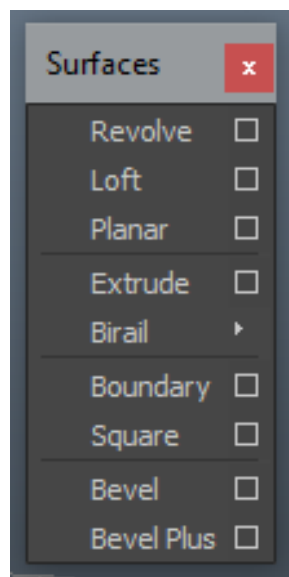 Surfaces
x
Revolve
Loft
Planar
Extrude
Birail
Boundary
Square
Bevel
Bevel Plus